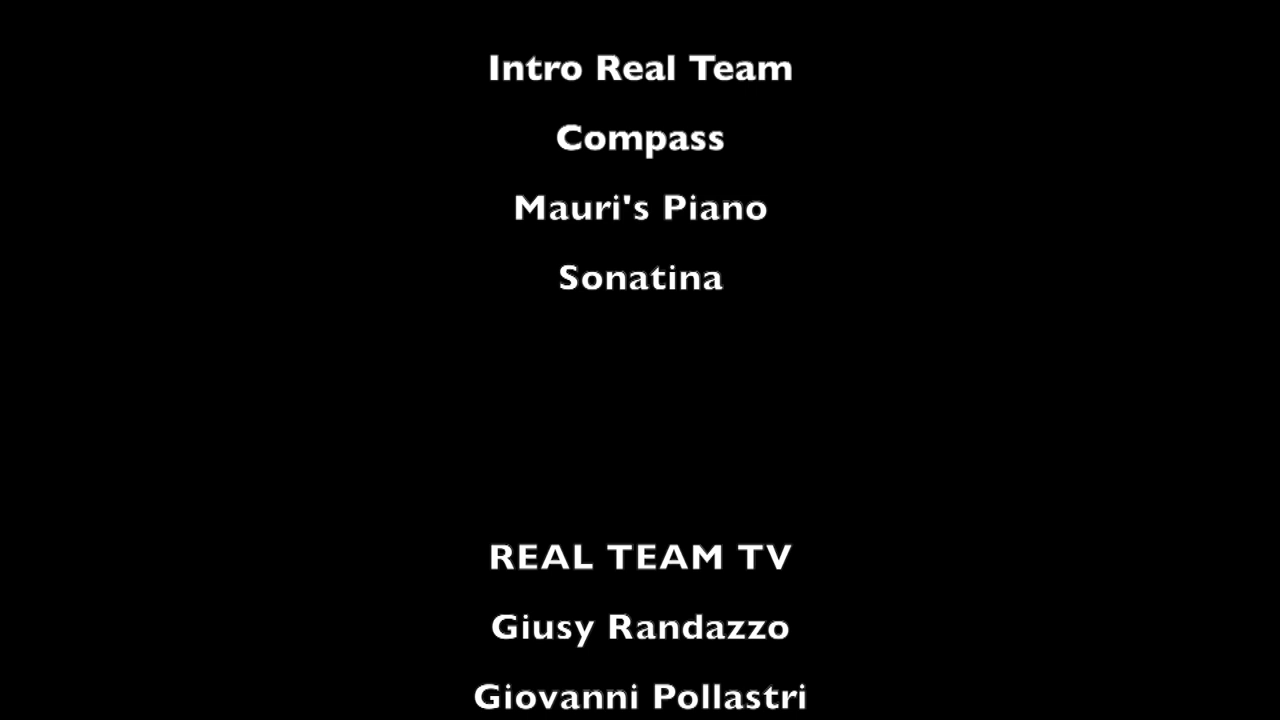 Intro Real Team
Compass
Mauri's Piano
Sonatina
REAL TEAM TV
Giusy Randazzo
Giovanni Pollastri